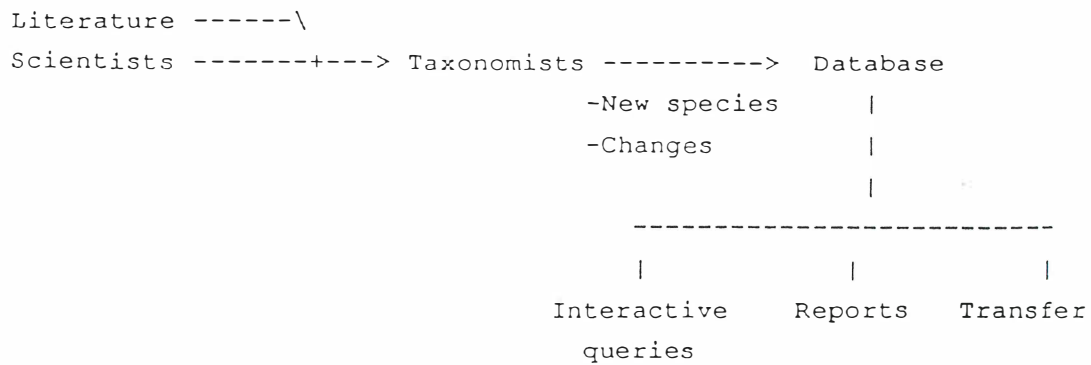 Literature ------\
Scientists -------+---> Taxonomists ----------> Database
-New species |
-Changes |
|
--------------------------
| | |
Interactive Reports Transfer
queries